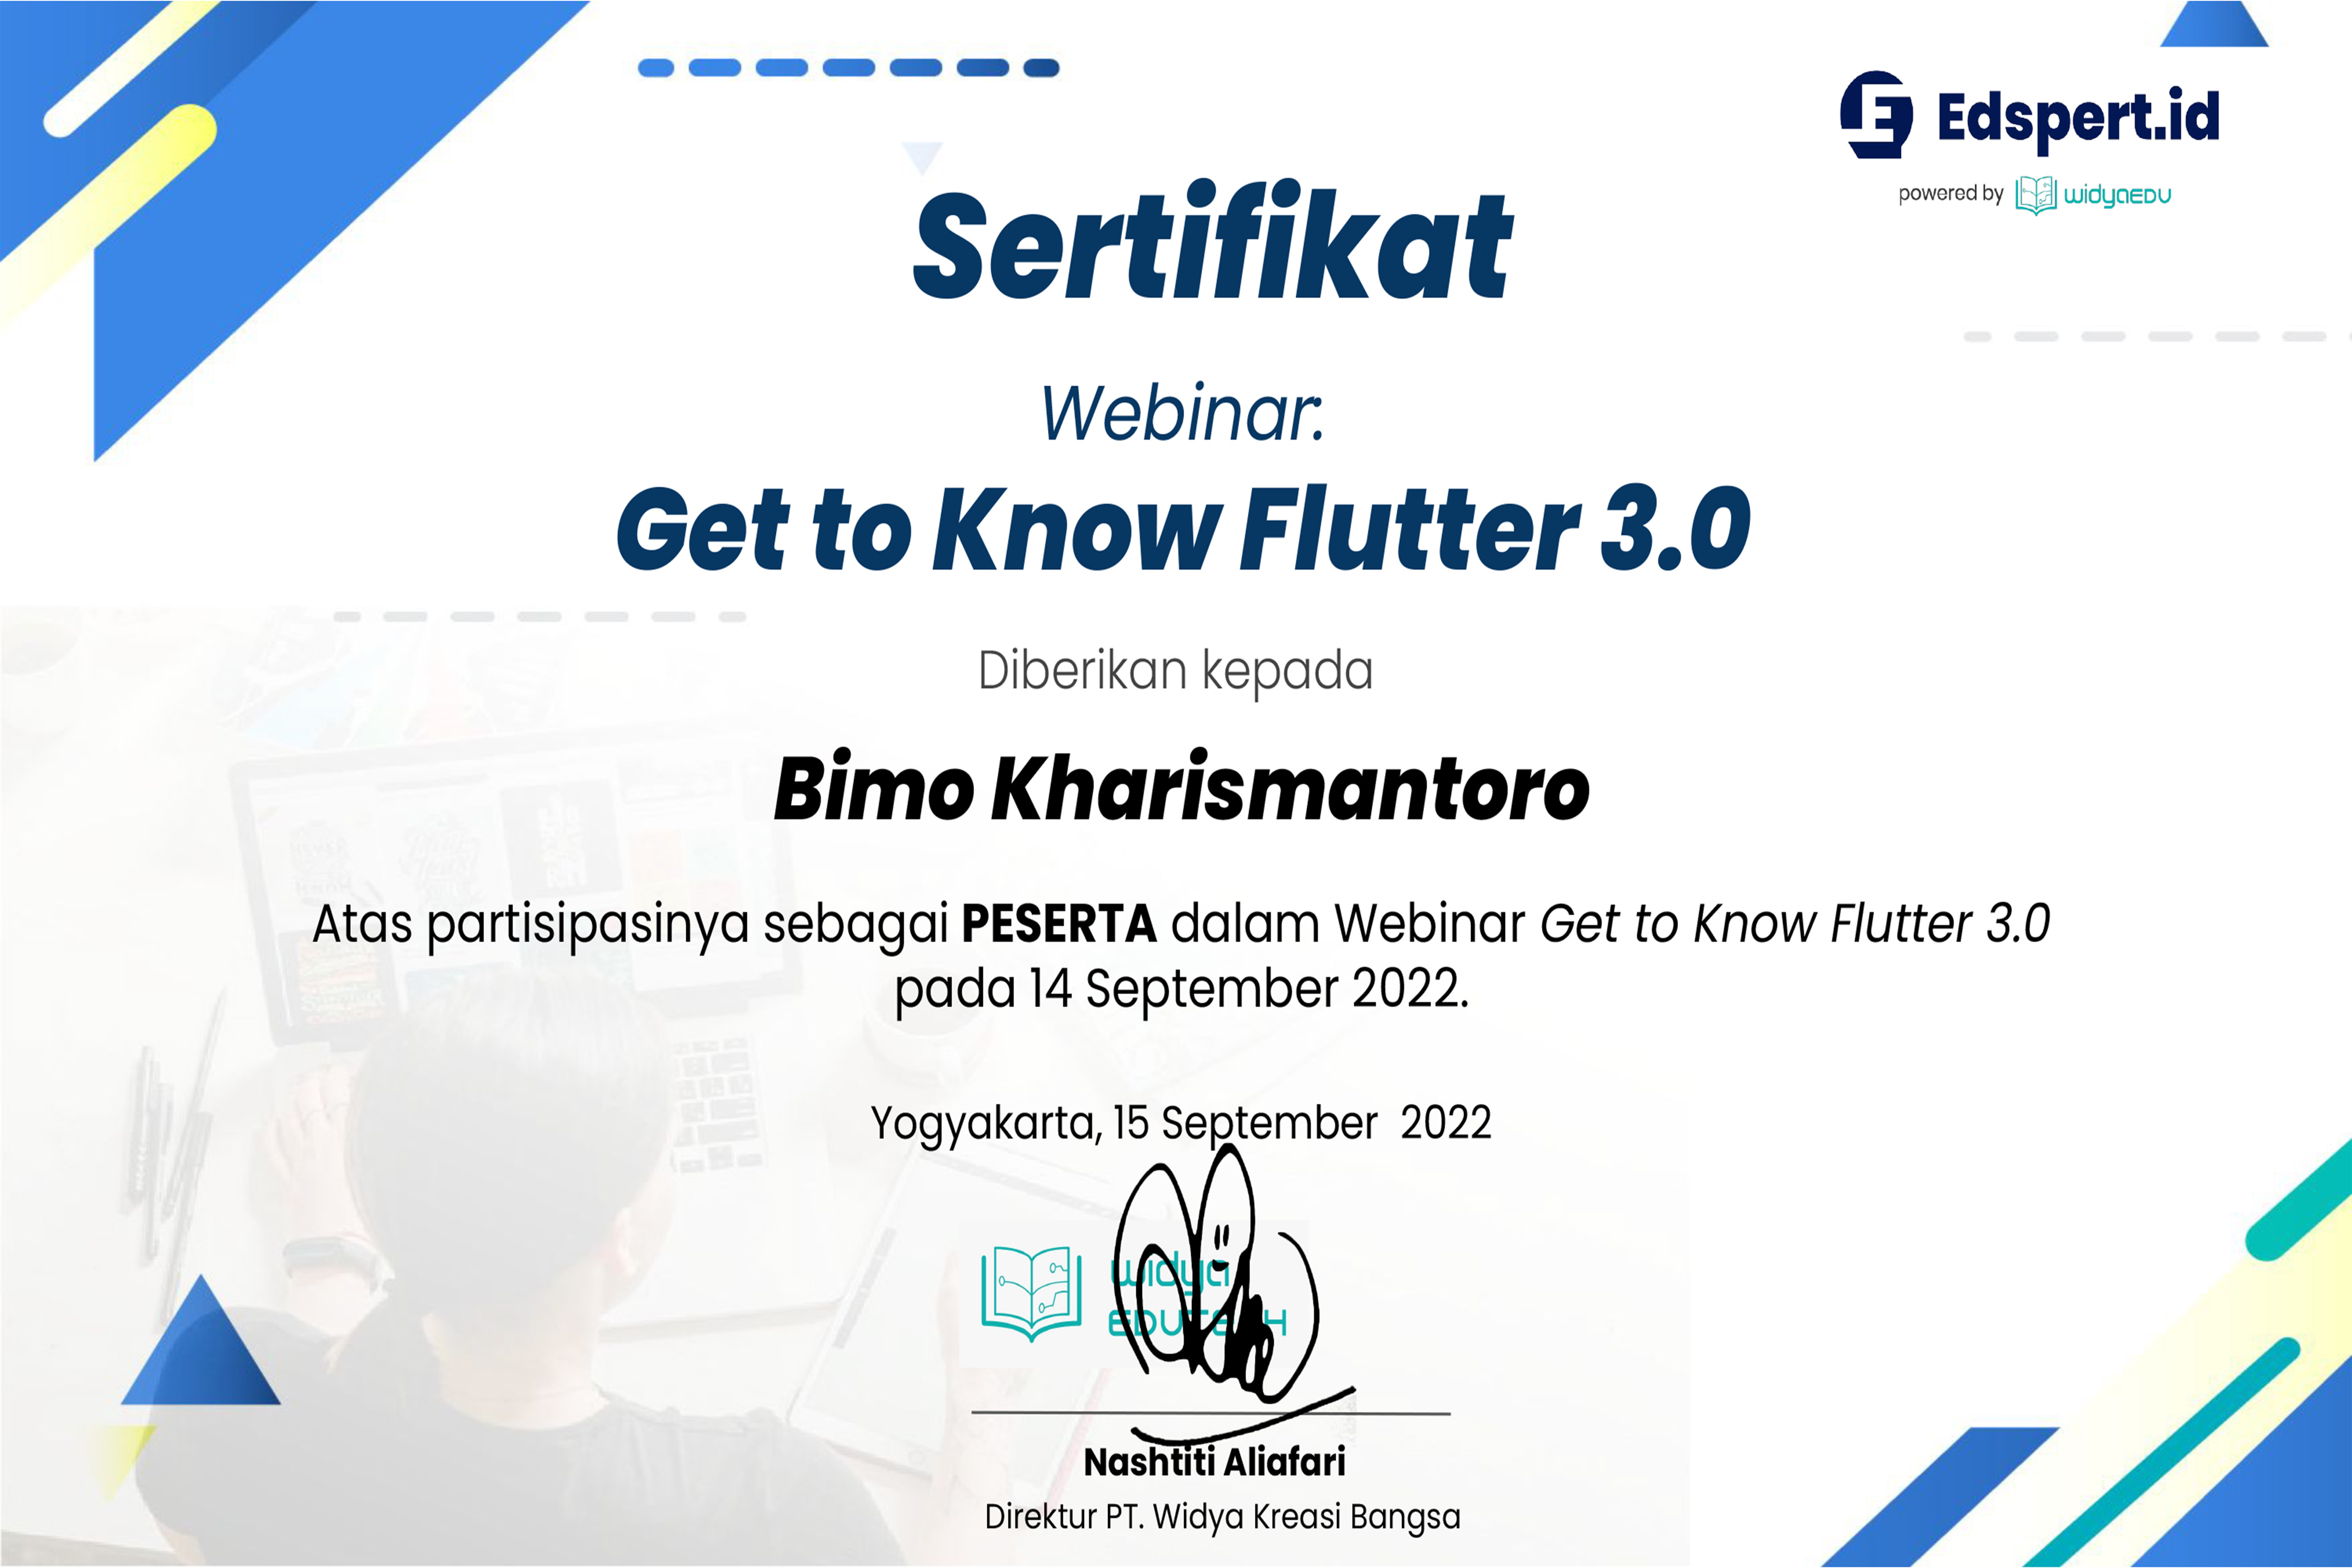 Edspert.id
powered by widyaEDU
Sertifikat
Webinar:
Get to Know Flutter 3.0
Diberikan kepada
Bimo Kharismantoro
Atas partisipasinya sebagai PESERTA dalam Webinar Get to Know Flutter 3.0
pada 14 September 2022.
Yogyakarta, 15 September 2022
widya
EDUTECH
Nashtiti Aliafari
Direktur PT. Widya Kreasi Bangsa